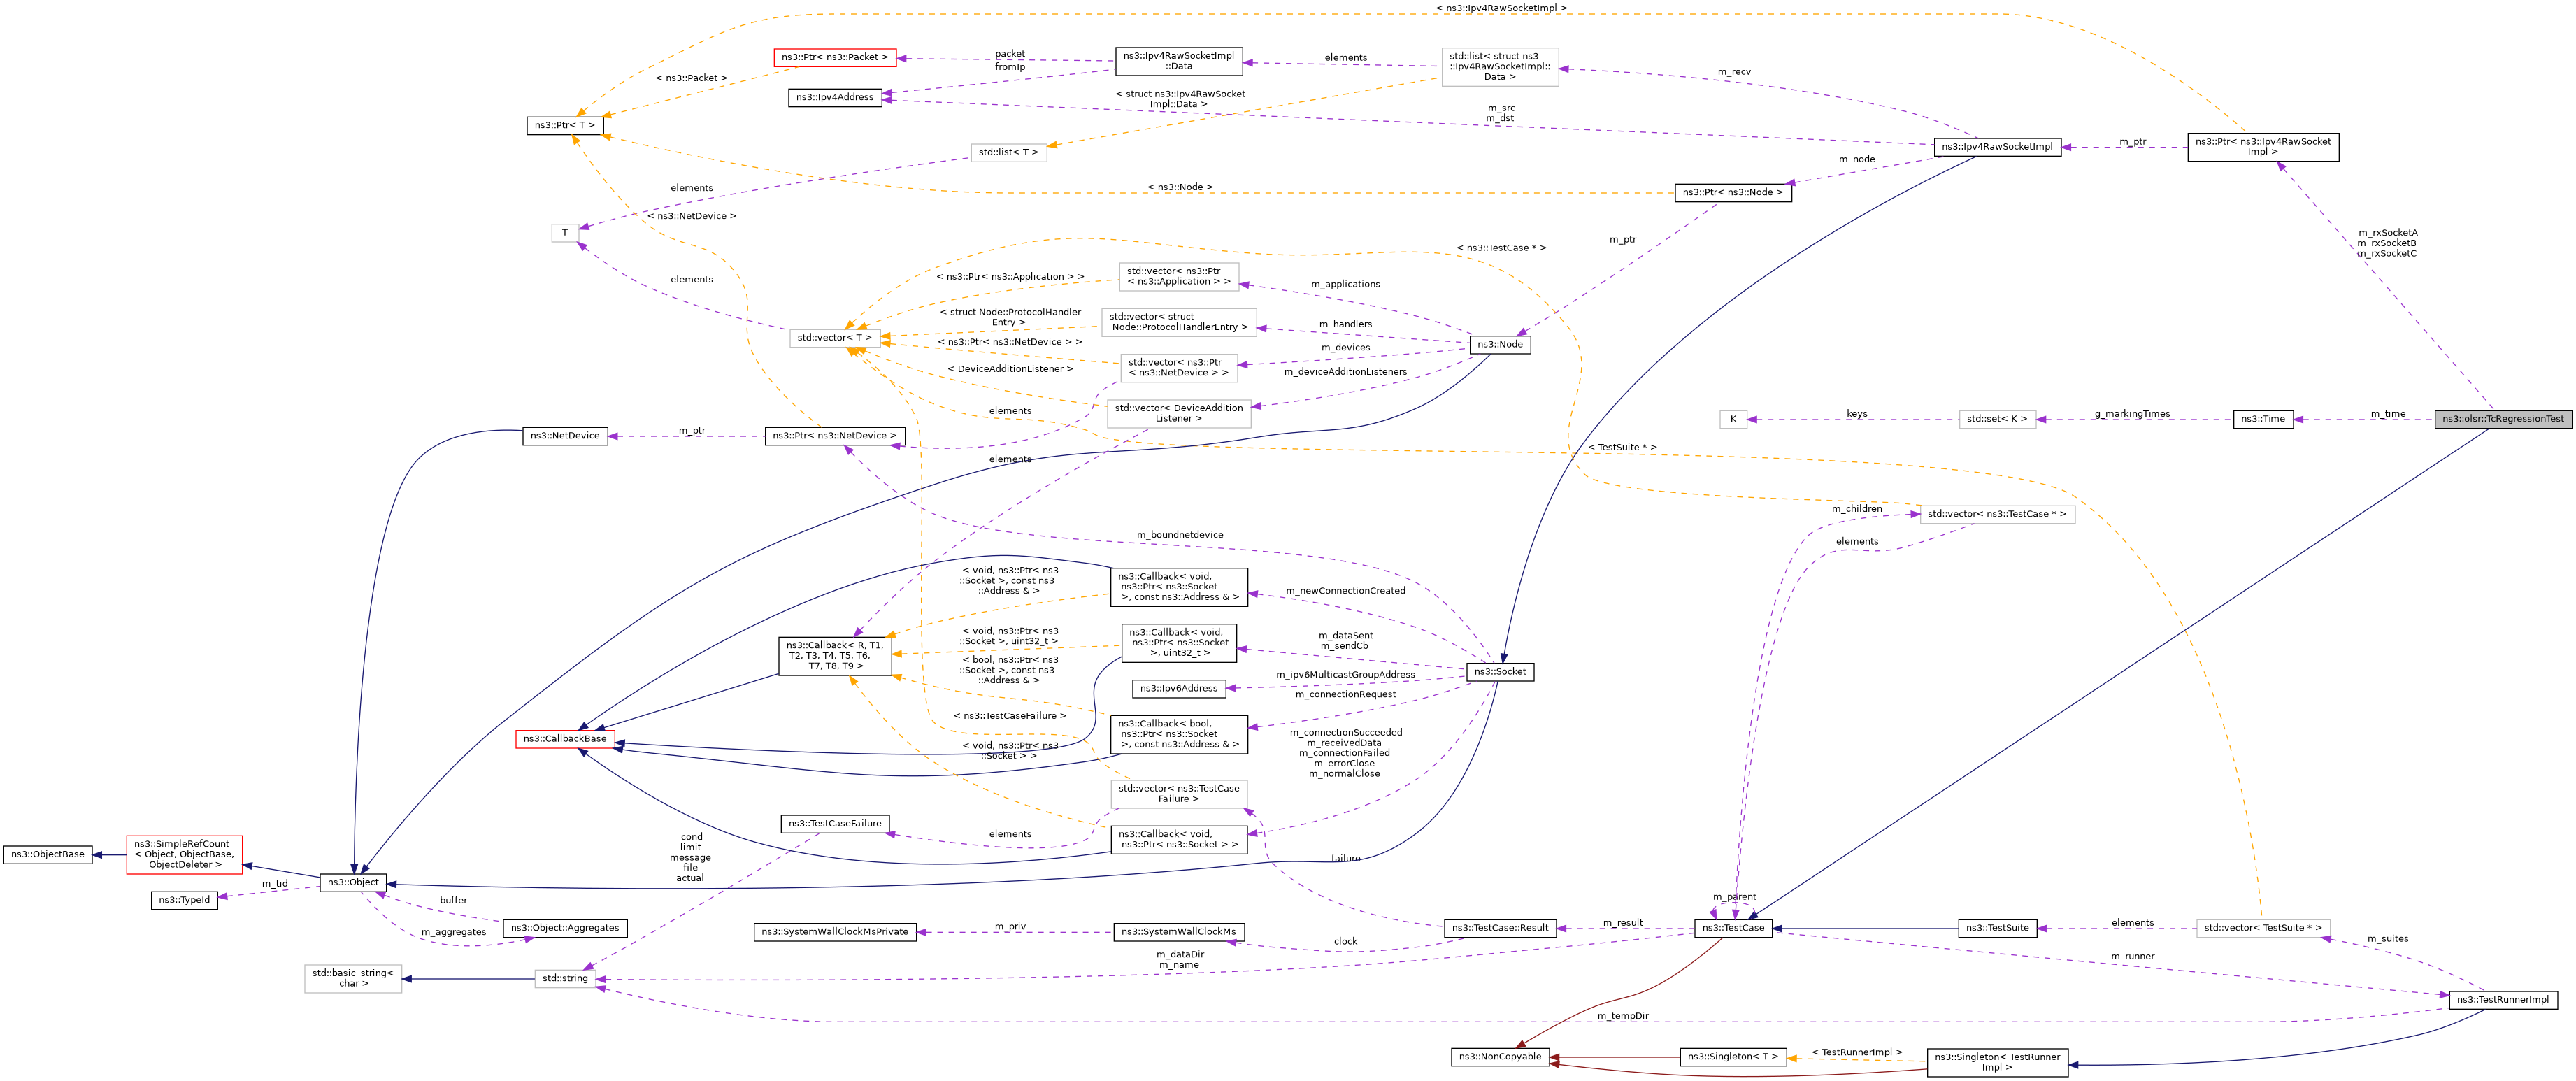 < ns3::Ipv4RawSocketImpl >
ns3::Ptr< ns3::Packet >
packet
fromIp
ns3::Ipv4RawSocketImpl
::Data
elements
std::list< struct ns3
::Ipv4RawSocketImpl::
Data >
m_recv
< ns3::Packet >
ns3::Ipv4Address
< struct ns3::Ipv4RawSocket
Impl::Data >
m_src
m_dst
ns3::Ptr< T >
std::list< T >
ns3::Ipv4RawSocketImpl
m_ptr
ns3::Ptr< ns3::Ipv4RawSocket
Impl >
m_node
elements
< ns3::Node >
ns3::Ptr< ns3::Node >
< ns3::NetDevice >
T
m_ptr
m_rxSocketA
m_rxSocketB
m_rxSocketC
< ns3::TestCase * >
elements
< ns3::Ptr< ns3::Application > >
std::vector< ns3::Ptr
< ns3::Application > >
m_applications
< struct Node::ProtocolHandler
Entry >
std::vector< struct
Node::ProtocolHandlerEntry >
m_handlers
std::vector< T >
< ns3::Ptr< ns3::NetDevice > >
m_devices
ns3::Node
std::vector< ns3::Ptr
< ns3::NetDevice > >
< DeviceAdditionListener >
m_deviceAdditionListeners
elements
std::vector< DeviceAddition
Listener >
K
keys
std::set< K >
g_markingTimes
ns3::Time
m_time
ns3::olsr::TcRegressionTest
ns3::NetDevice
m_ptr
ns3::Ptr< ns3::NetDevice >
elements
< TestSuite * >
m_children
std::vector< ns3::TestCase * >
m_boundnetdevice
elements
< void, ns3::Ptr< ns3
::Socket >, const ns3
::Address & >
ns3::Callback< void,
ns3::Ptr< ns3::Socket
>, const ns3::Address & >
m_newConnectionCreated
ns3::Callback< R, T1,
T2, T3, T4, T5, T6,
T7, T8, T9 >
< void, ns3::Ptr< ns3
::Socket >, uint32_t >
ns3::Callback< void,
ns3::Ptr< ns3::Socket
>, uint32_t >
m_dataSent
m_sendCb
< bool, ns3::Ptr< ns3
::Socket >, const ns3
::Address & >
ns3::Ipv6Address
m_ipv6MulticastGroupAddress
ns3::Socket
m_connectionRequest
< ns3::TestCaseFailure >
ns3::Callback< bool,
ns3::Ptr< ns3::Socket
>, const ns3::Address & >
ns3::CallbackBase
< void, ns3::Ptr< ns3
::Socket > >
m_connectionSucceeded
m_receivedData
m_connectionFailed
m_errorClose
m_normalClose
std::vector< ns3::TestCase
Failure >
ns3::TestCaseFailure
elements
ns3::Callback< void,
ns3::Ptr< ns3::Socket > >
cond
limit
message
file
actual
failure
ns3::ObjectBase
ns3::SimpleRefCount
< Object, ObjectBase,
ObjectDeleter >
ns3::Object
m_tid
ns3::TypeId
buffer
m_aggregates
ns3::Object::Aggregates
ns3::SystemWallClockMsPrivate
m_priv
ns3::SystemWallClockMs
clock
ns3::TestCase::Result
m_result
m_parent
ns3::TestCase
ns3::TestSuite
elements
std::vector< TestSuite * >
m_suites
m_dataDir
m_name
m_runner
std::basic_string<
char >
std::string
ns3::TestRunnerImpl
m_tempDir
ns3::NonCopyable
ns3::Singleton< T >
< TestRunnerImpl >
ns3::Singleton< TestRunner
Impl >